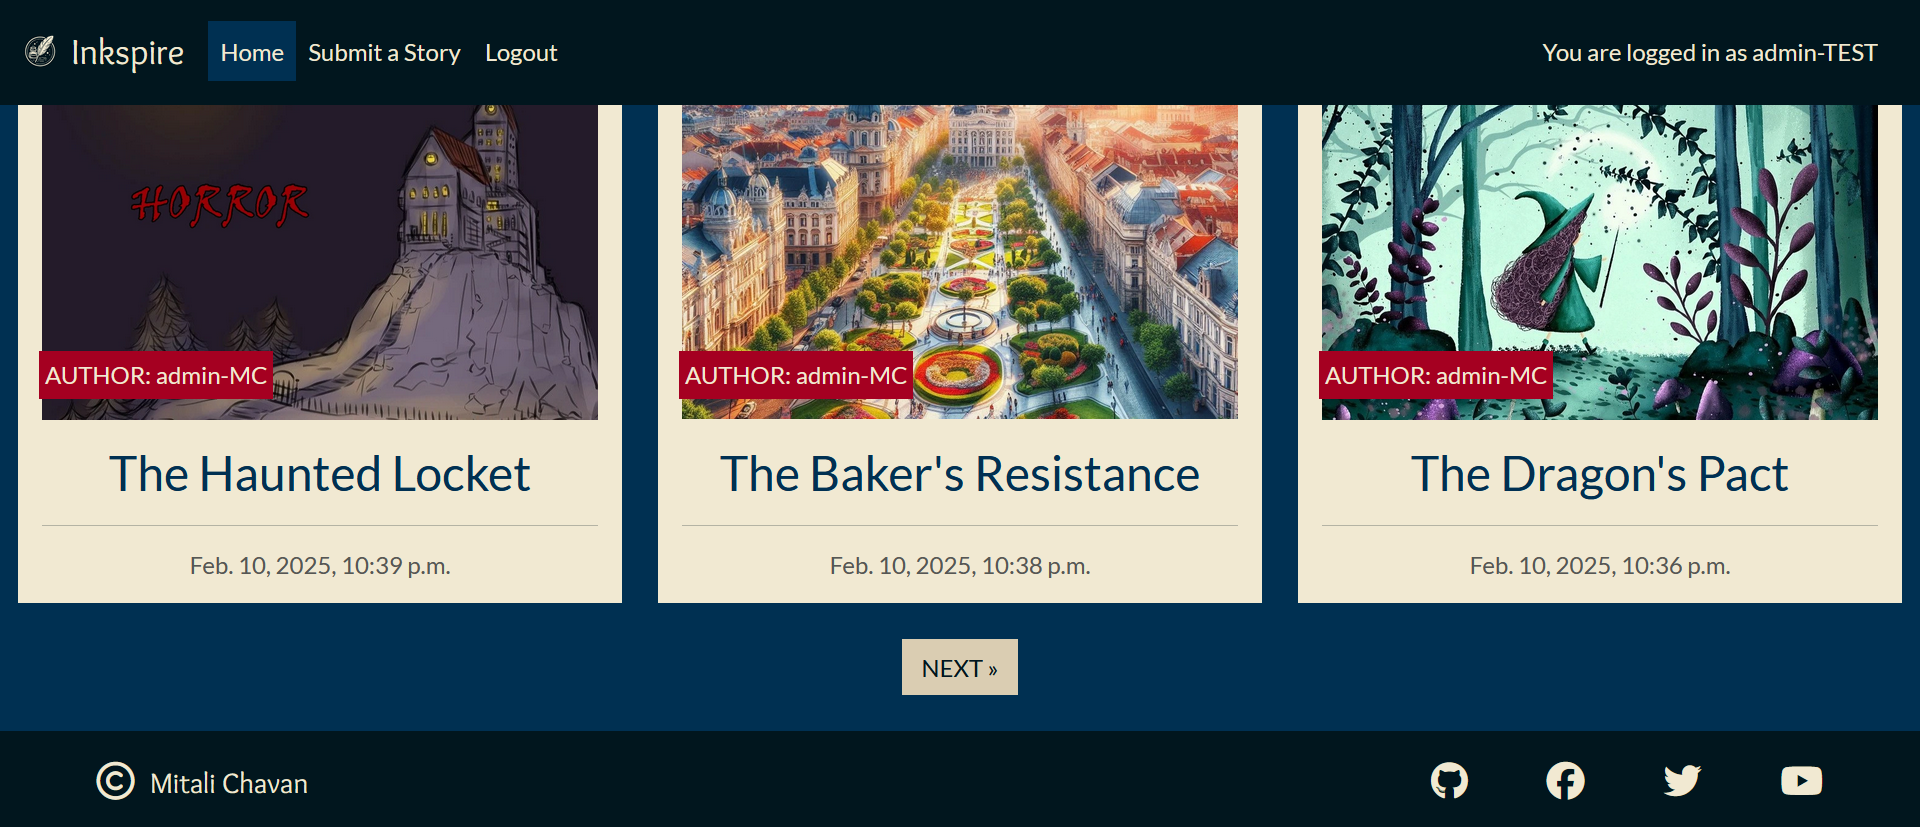 Inkspire Home Submit a Story Logout You are logged in as admin-TEST
HORROR
AUTHOR: admin-MC
The Haunted Locket
Feb. 10, 2025, 10:39 p.m.
AUTHOR: admin-MC
The Baker's Resistance
Feb. 10, 2025, 10:38 p.m.
AUTHOR: admin-MC
The Dragon's Pact
Feb. 10, 2025, 10:36 p.m.
NEXT »
© Mitali Chavan